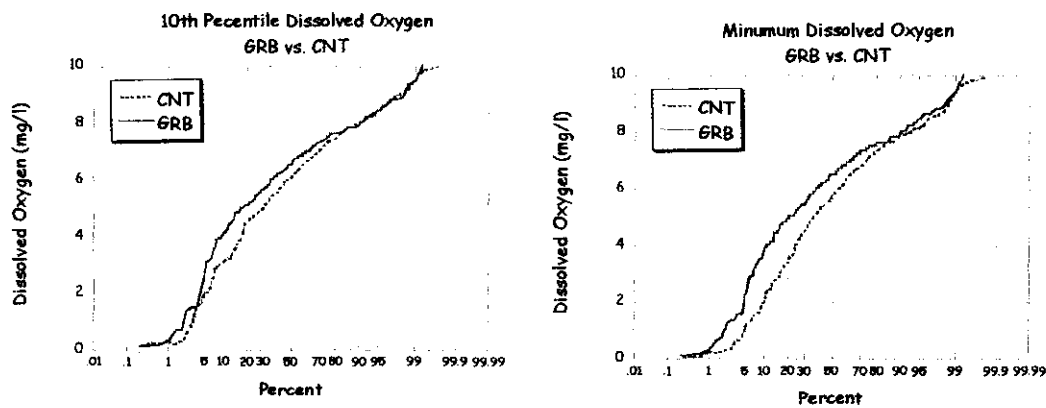 10th Pecentile Dissolved Oxygen
GRB vs. CNT
CNT
GRB
Dissolved Oxygen (mg/l)
10
8
6
4
2
0
.01 .1 1 5 10 20 30 50 70 80 90 95 99 99.9 99.99
Percent
Minumum Dissolved Oxygen
GRB vs. CNT
CNT
GRB
Dissolved Oxygen (mg/l)
10
8
6
4
2
0
.01 .1 1 5 10 20 30 50 70 80 90 95 99 99.9 99.99
Percent